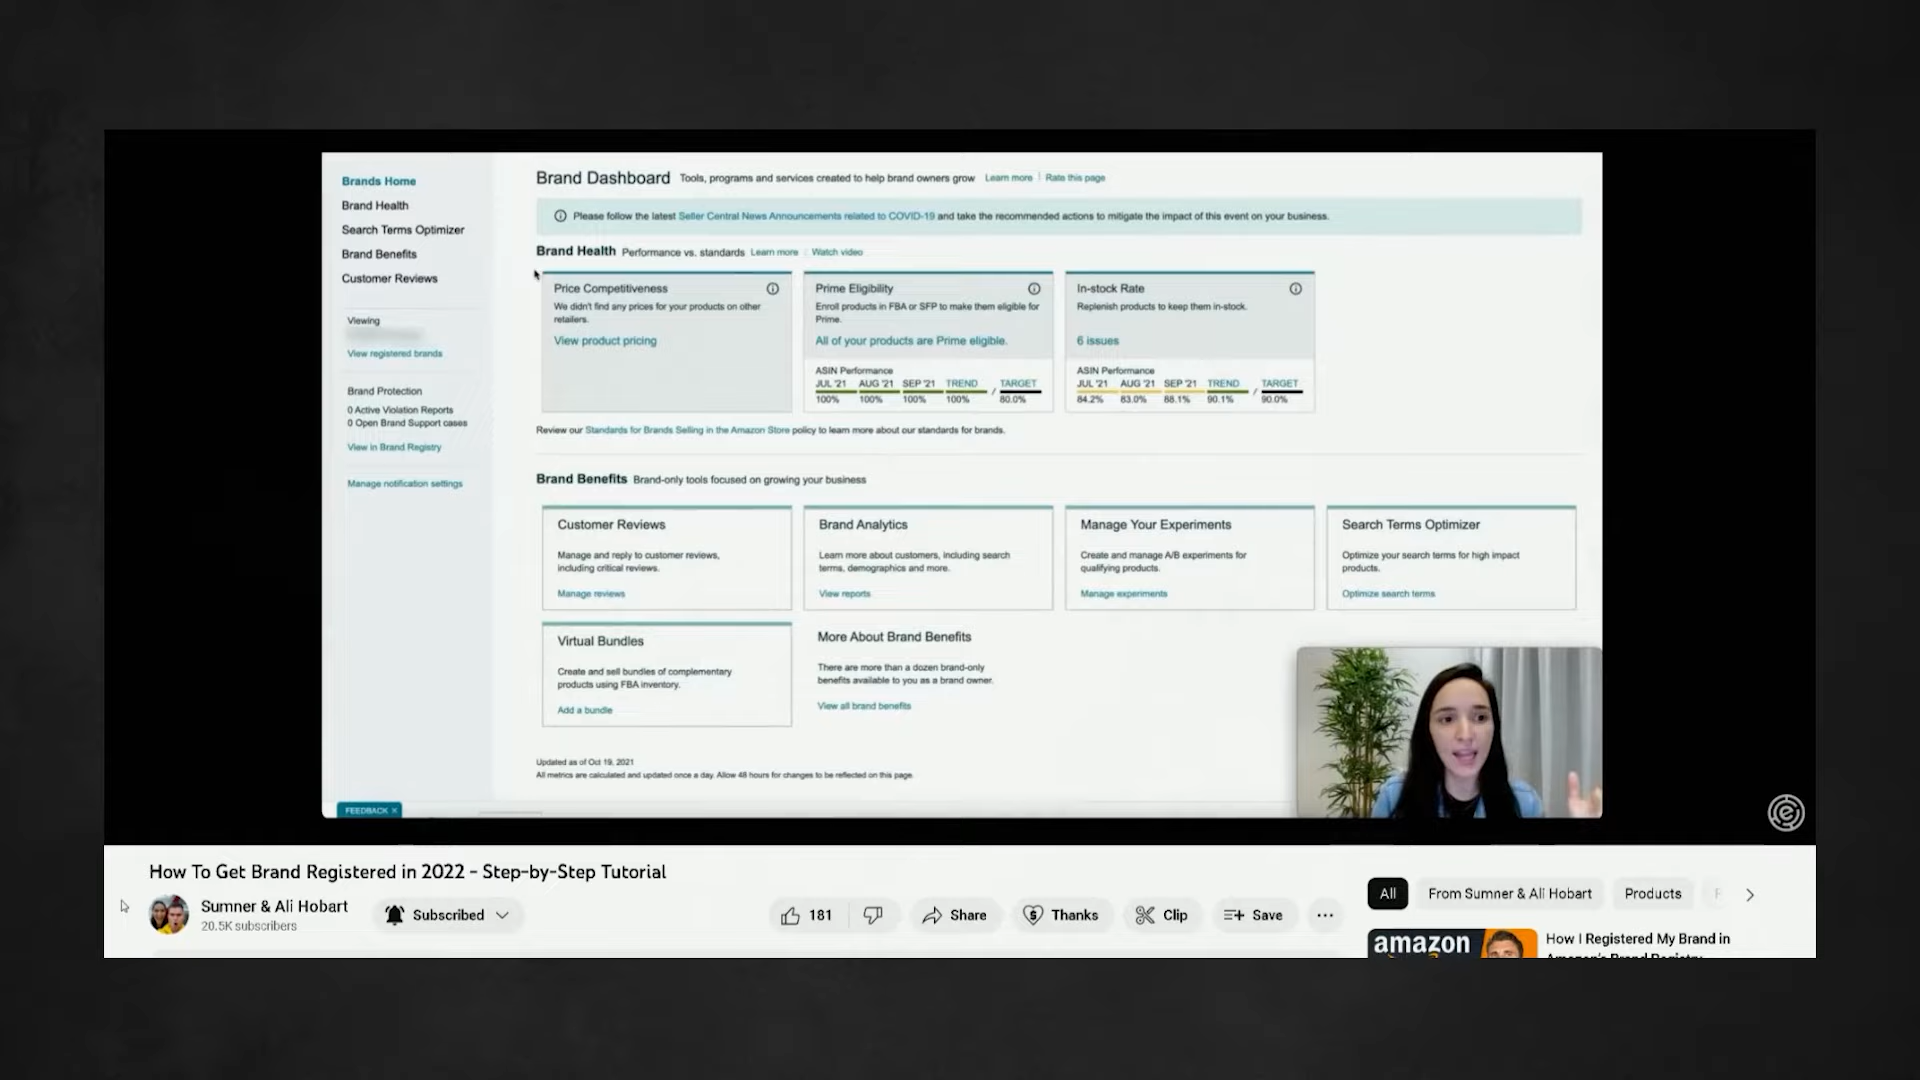 Brands Home
Brand Health
Search Terms Optimizer
Brand Benefits
Customer Reviews
Viewing
View registered brands
Brand Protection
0 Active Violation Reports
0 Open Brand Support cases
View in Brand Registry
Manage notification settings
FEEDBACK X
Brand Dashboard Tools, programs and services created to help brand owners grow Learn more | Rate this page
Please follow the latest Seller Central News Announcements related to COVID-19 and take the recommended actions to mitigate the impact of this event on your business.
Brand Health Performance vs. standards Learn more | Watch video
Price Competitiveness
We didn't find any prices for your products on other
retailers.
View product pricing
Prime Eligibility
Enroll products in FBA or SFP to make them eligible for
Prime.
All of your products are Prime eligible.
ASIN Performance
JUL '21 AUG '21 SEP '21 TREND / TARGET
100% 100% 100% 100% 80.0%
In-stock Rate
Replenish products to keep them in-stock.
6 issues
ASIN Performance
JUL '21 AUG '21 SEP '21 TREND / TARGET
84.2% 83.0% 88.1% 90.1% 90.0%
Review our Standards for Brands Selling in the Amazon Store policy to learn more about our standards for brands.
Brand Benefits Brand-only tools focused on growing your business
Customer Reviews
Manage and reply to customer reviews,
including critical reviews.
Manage reviews
Brand Analytics
Learn more about customers, including search
terms, demographics and more.
View reports
Manage Your Experiments
Create and manage A/B experiments for
qualifying products.
Manage experiments
Search Terms Optimizer
Optimize your search terms for high impact
products.
Optimize search terms
Virtual Bundles
Create and sell bundles of complementary
products using FBA inventory.
Add a bundle
More About Brand Benefits
There are more than a dozen brand-only
benefits available to you as a brand owner.
View all brand benefits
Updated as of Oct 19, 2021
All metrics are calculated and updated once a day. Allow 48 hours for changes to be reflected on this page.
How To Get Brand Registered in 2022 - Step-by-Step Tutorial
Sumner & Ali Hobart
20.5K subscribers
Subscribed
181
Share
Thanks
Clip
Save
All
From Sumner & Ali Hobart
Products
amazon
How I Registered My Brand in
Amazon's Brand Registry